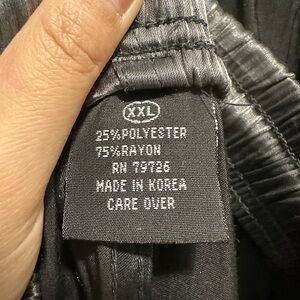 XXL
25%POLYESTER
75%RAYON
RN 79726
MADE IN KOREA
CARE OVER